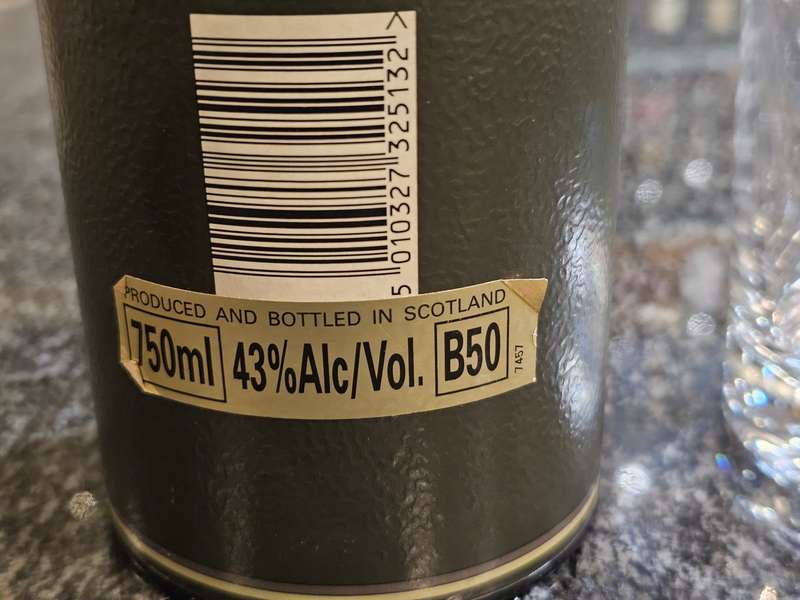 5 010327 325132 >
PRODUCED AND BOTTLED IN SCOTLAND
750ml 43%Alc/Vol. B50
7457